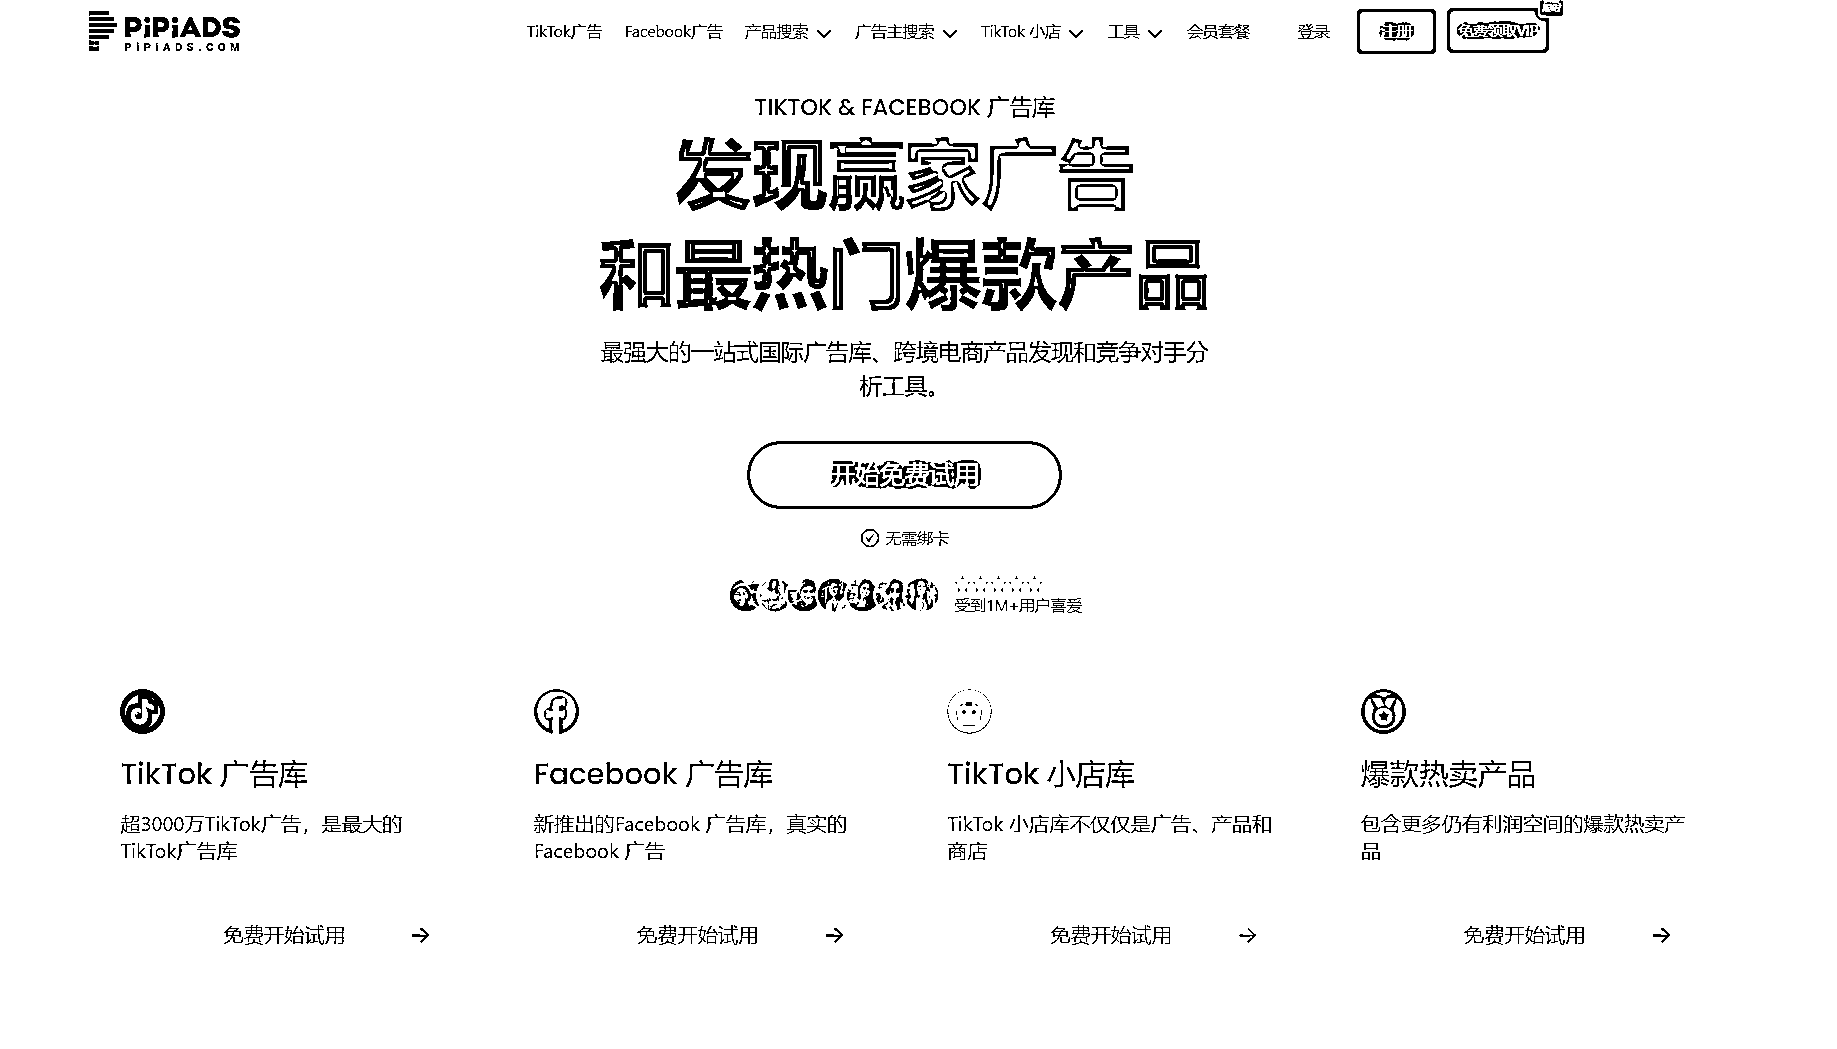 PiPiADS
PIPIADS.COM
TikTok广告
Facebook广告
产品搜索
广告主搜索
TikTok 小店
工具
会员套餐
登录
注册
免费领取VIP
TIKTOK & FACEBOOK 广告库
发现赢家广告
和最热门爆款产品
最强大的一站式国际广告库、跨境电商产品发现和竞争对手分
析工具。
开始免费试用
无需绑卡
受到1M+用户喜爱
TikTok 广告库
超3000万TikTok广告，是最大的
TikTok广告库
免费开始试用
Facebook 广告库
新推出的Facebook 广告库，真实的
Facebook 广告
免费开始试用
TikTok 小店库
TikTok 小店库不仅仅是广告、产品和
商店
免费开始试用
爆款热卖产品
包含更多仍有利润空间的爆款热卖产
品
免费开始试用